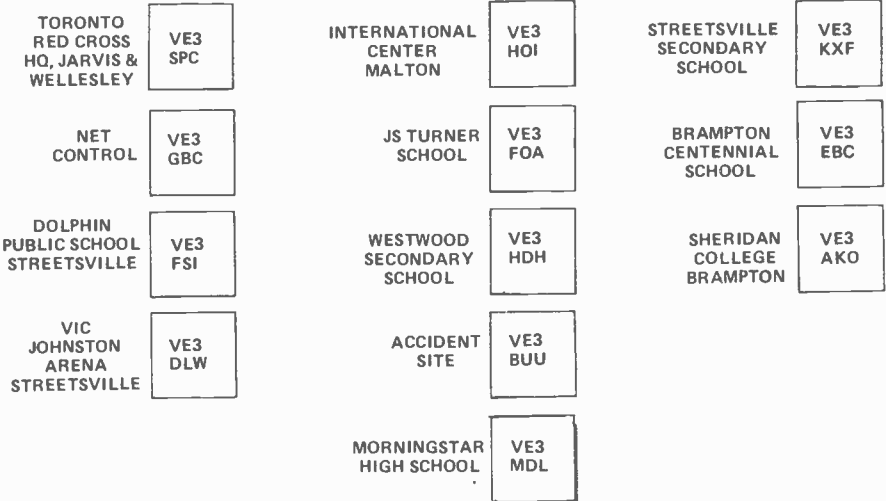 TORONTO
RED CROSS
HQ, JARVIS &
WELLESLEY
VE3
SPC
NET
CONTROL
VE3
GBC
DOLPHIN
PUBLIC SCHOOL
STREETSVILLE
VE3
FSI
VIC
JOHNSTON
ARENA
STREETSVILLE
VE3
DLW
INTERNATIONAL
CENTER
MALTON
VE3
HOI
JS TURNER
SCHOOL
VE3
FOA
WESTWOOD
SECONDARY
SCHOOL
VE3
HDH
ACCIDENT
SITE
VE3
BUU
MORNINGSTAR
HIGH SCHOOL
VE3
MDL
STREETSVILLE
SECONDARY
SCHOOL
VE3
KXF
BRAMPTON
CENTENNIAL
SCHOOL
VE3
EBC
SHERIDAN
COLLEGE
BRAMPTON
VE3
AKO